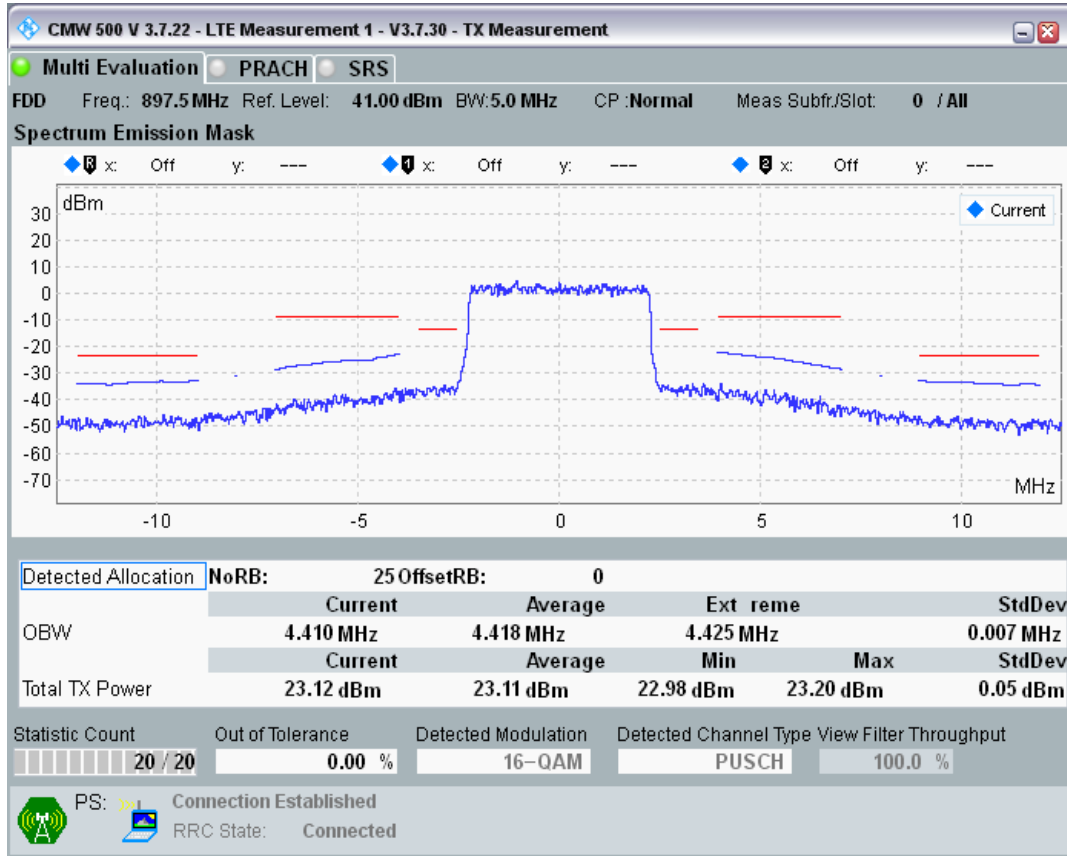 CMW 500 V 3.7.22 - LTE Measurement 1 - V3.7.30 - TX Measurement
Multi Evaluation PRACH SRS
FDD Freq.: 897.5 MHz Ref. Level: 41.00 dBm BW: 5.0 MHz CP :Normal Meas Subfr./Slot: 0 / All
Spectrum Emission Mask
R x: Off y: --- 1 x: Off y: --- 2 x: Off y: ---
dBm
Current
30
20
10
0
-10
-20
-30
-40
-50
-60
-70
MHz
-10 -5 0 5 10
Detected Allocation NoRB: 25 OffsetRB: 0
Current Average Ext reme StdDev
OBW 4.410 MHz 4.418 MHz 4.425 MHz 0.007 MHz
Current Average Min Max StdDev
Total TX Power 23.12 dBm 23.11 dBm 22.98 dBm 23.20 dBm 0.05 dBm
Statistic Count Out of Tolerance Detected Modulation Detected Channel Type View Filter Throughput
20 / 20 0.00 % 16-QAM PUSCH 100.0 %
PS: Connection Established
RRC State: Connected